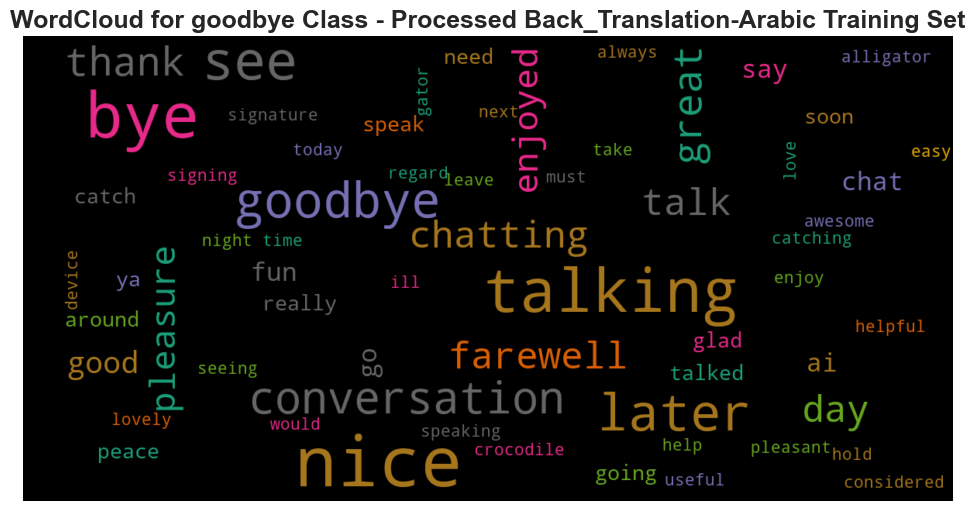 WordCloud for goodbye Class - Processed Back_Translation-Arabic Training Set
thank
see
need
always
alligator
enjoyed
great
say
gator
bye
signature
speak
next
soon
today
take
love
easy
signing
regard
leave
must
chat
catch
goodbye
talk
awesome
chatting
catching
night
time
pleasure
device
ya
fun
ill
enjoy
really
talking
around
helpful
glad
good
go
farewell
ai
seeing
talked
conversation
later
day
lovely
would
speaking
peace
crocodile
help
pleasant
hold
nice
going
useful
considered